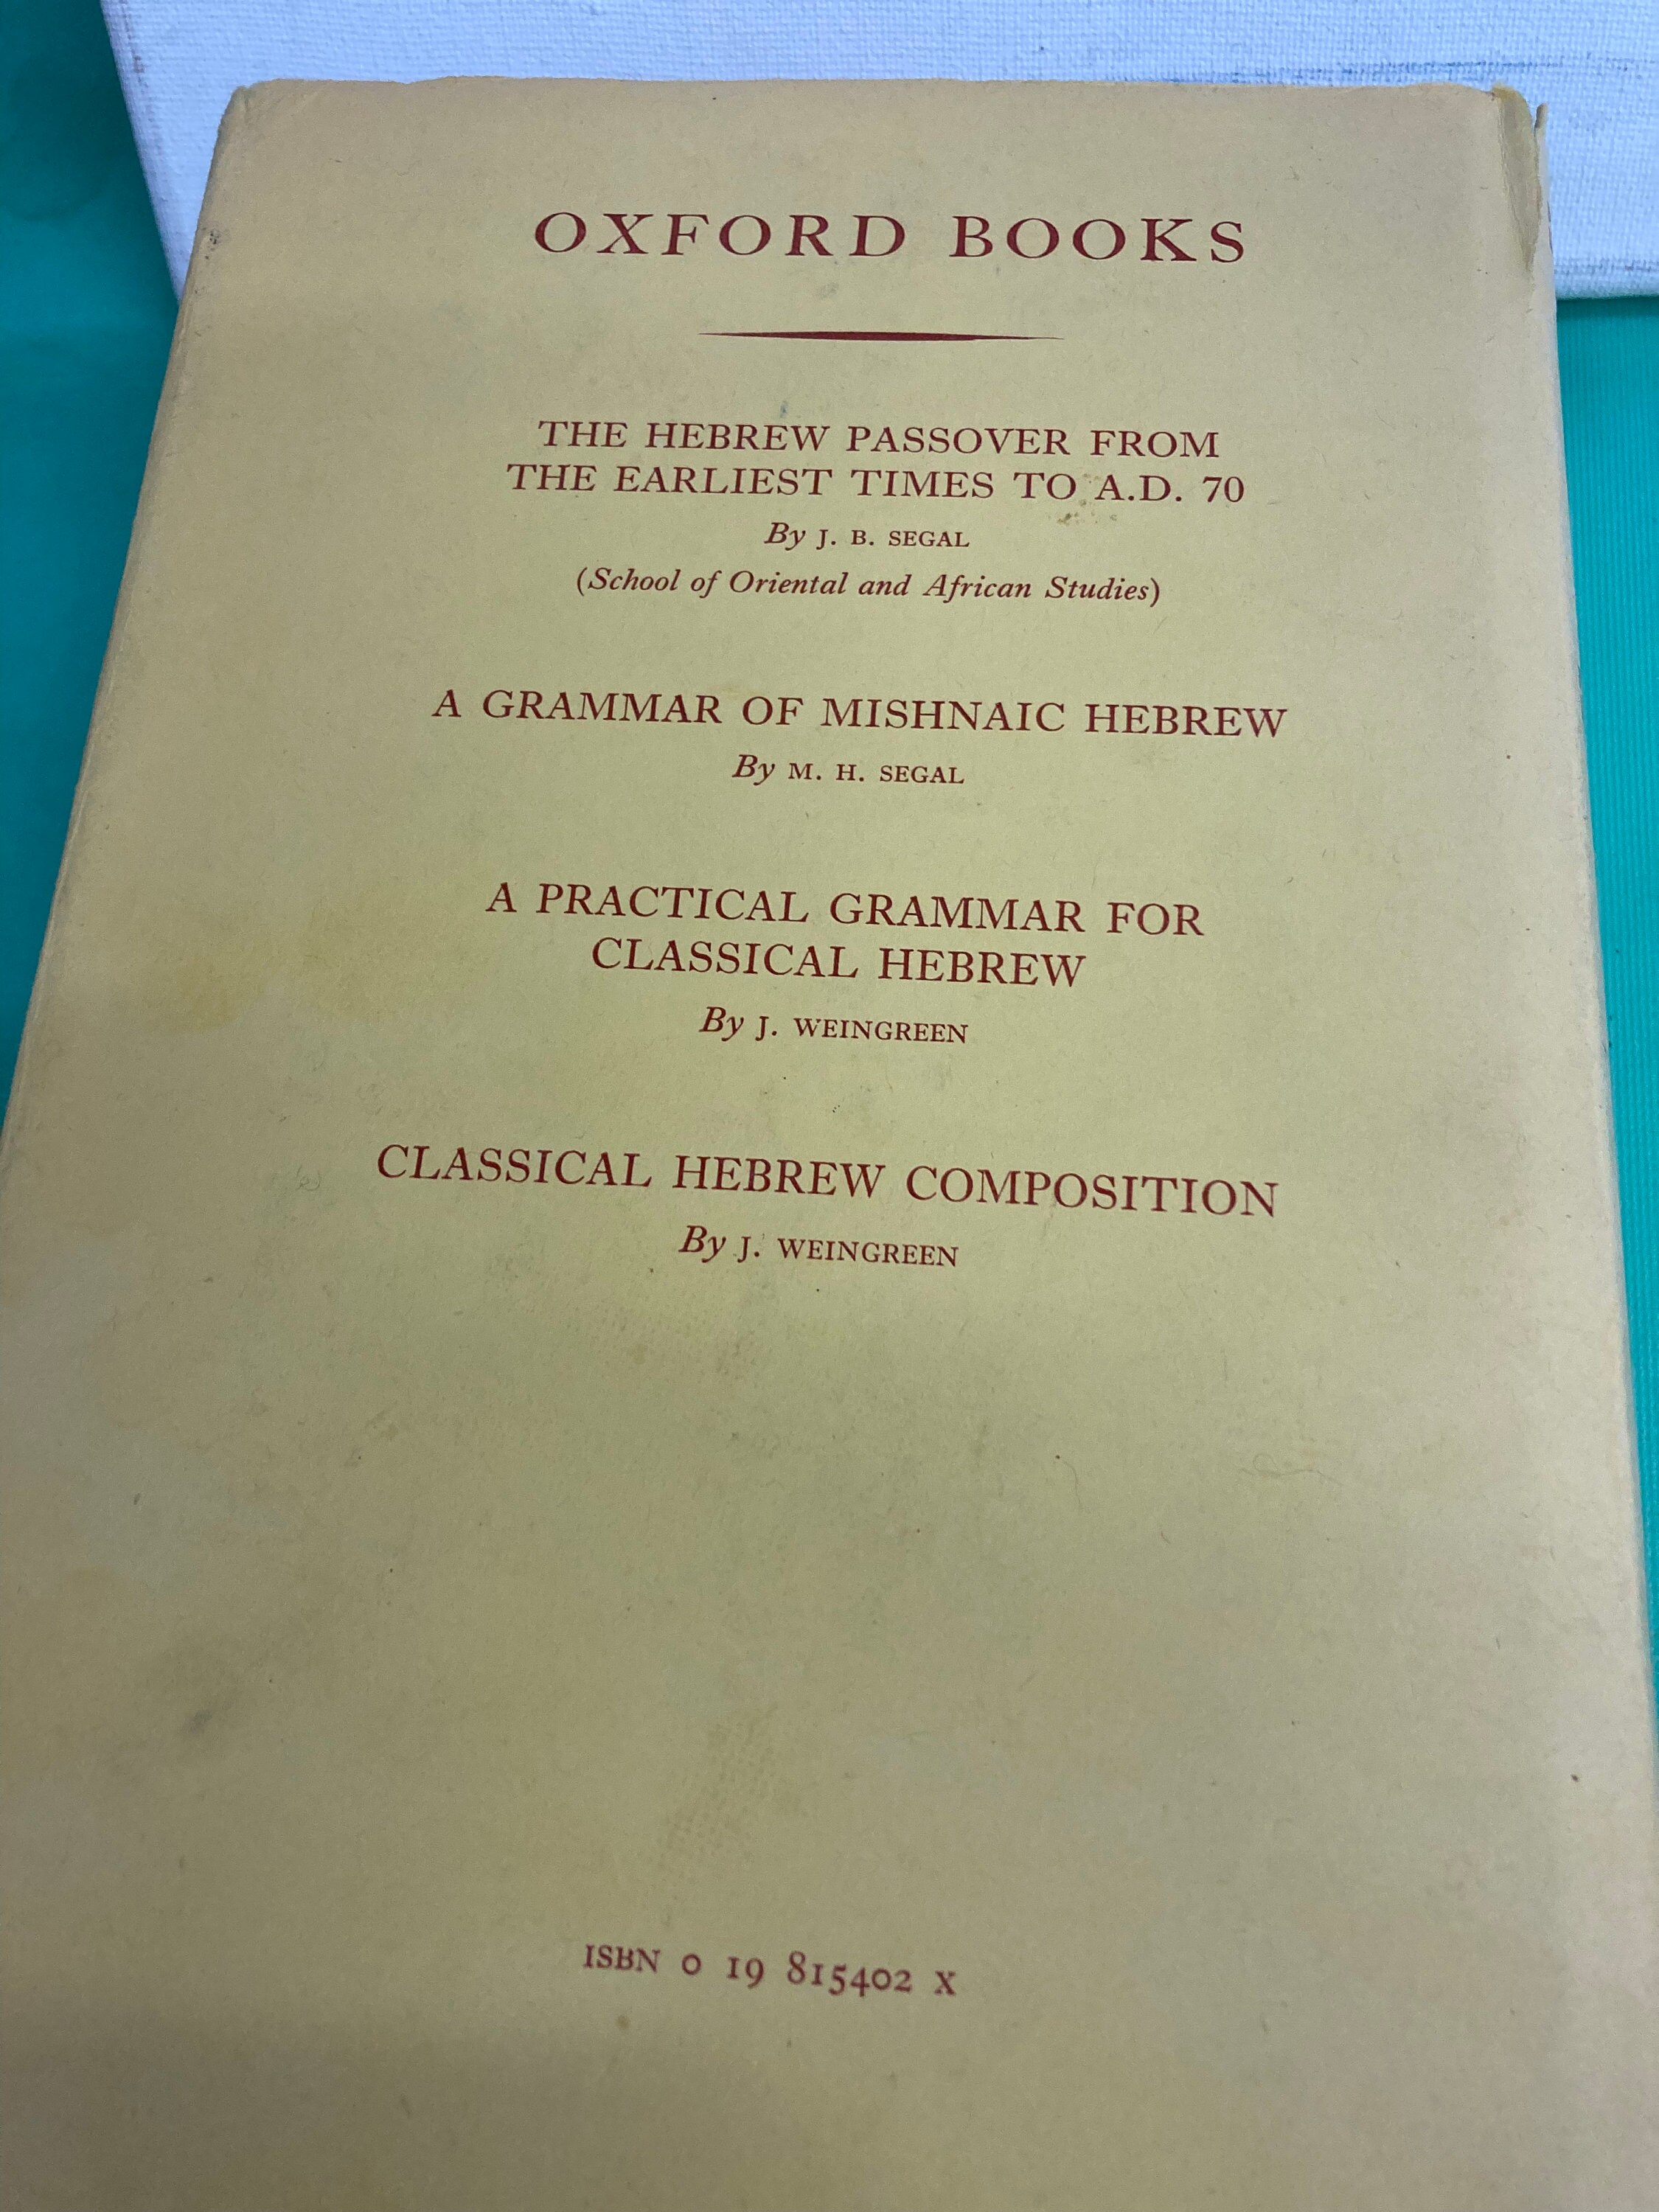 OXFORD BOOKS
THE HEBREW PASSOVER FROM
THE EARLIEST TIMES TO A.D. 70
By J. B. SEGAL
(School of Oriental and African Studies)
A GRAMMAR OF MISHNAIC HEBREW
By M. H. SEGAL
A PRACTICAL GRAMMAR FOR
CLASSICAL HEBREW
By J. WEINGREEN
CLASSICAL HEBREW COMPOSITION
By J. WEINGREEN
ISBN 0 19 815402 X